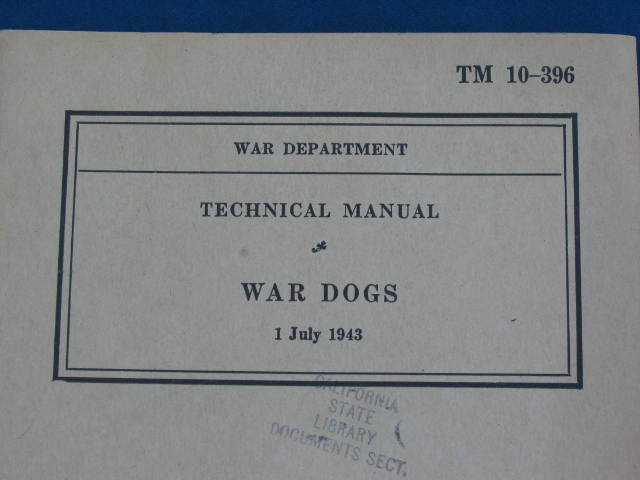 TM 10–396
WAR DEPARTMENT
TECHNICAL MANUAL
WAR DOGS
1 July 1943
CALIFORNIA
STATE
LIBRARY
DOCUMENTS SECT.